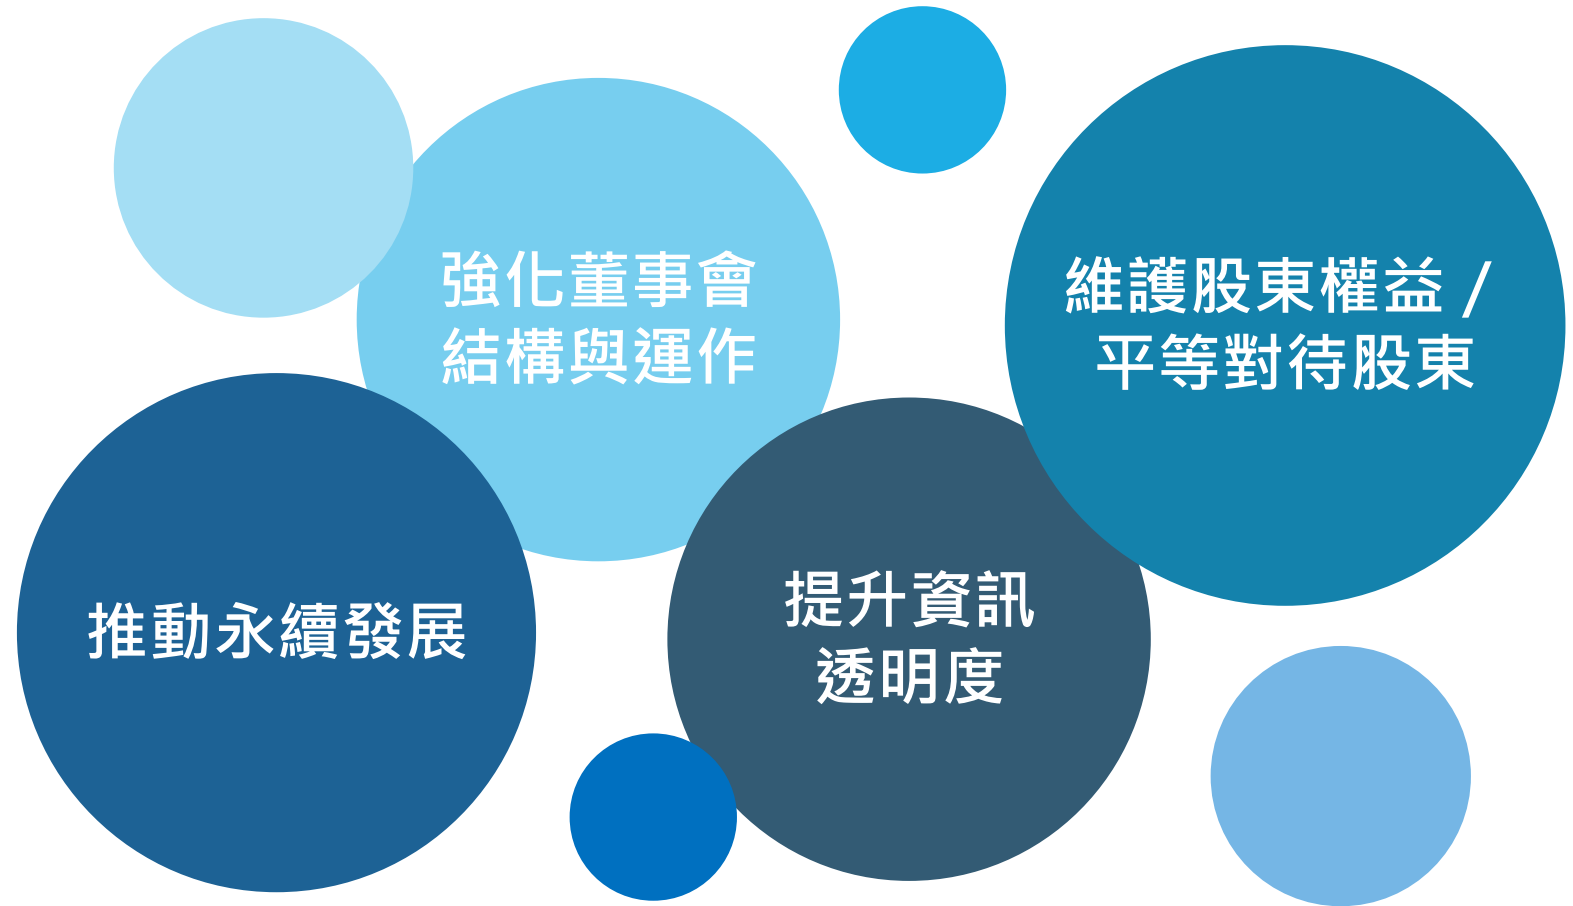 強化董事會
結構與運作
維護股東權益 /
平等對待股東
推動永續發展
提升資訊
透明度